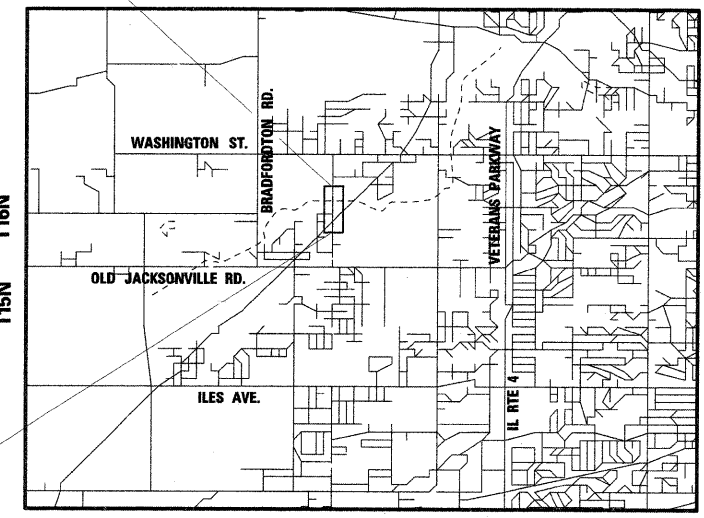 WASHINGTON ST.
BRADFORDTON RD.
VETERANS PARKWAY
T16N
T15N
OLD JACKSONVILLE RD.
ILES AVE.
IL RTE 4